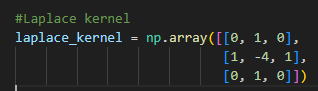 #Laplace kernel
laplace_kernel = np.array([[0, 1, 0],
[1, -4, 1],
[0, 1, 0]])